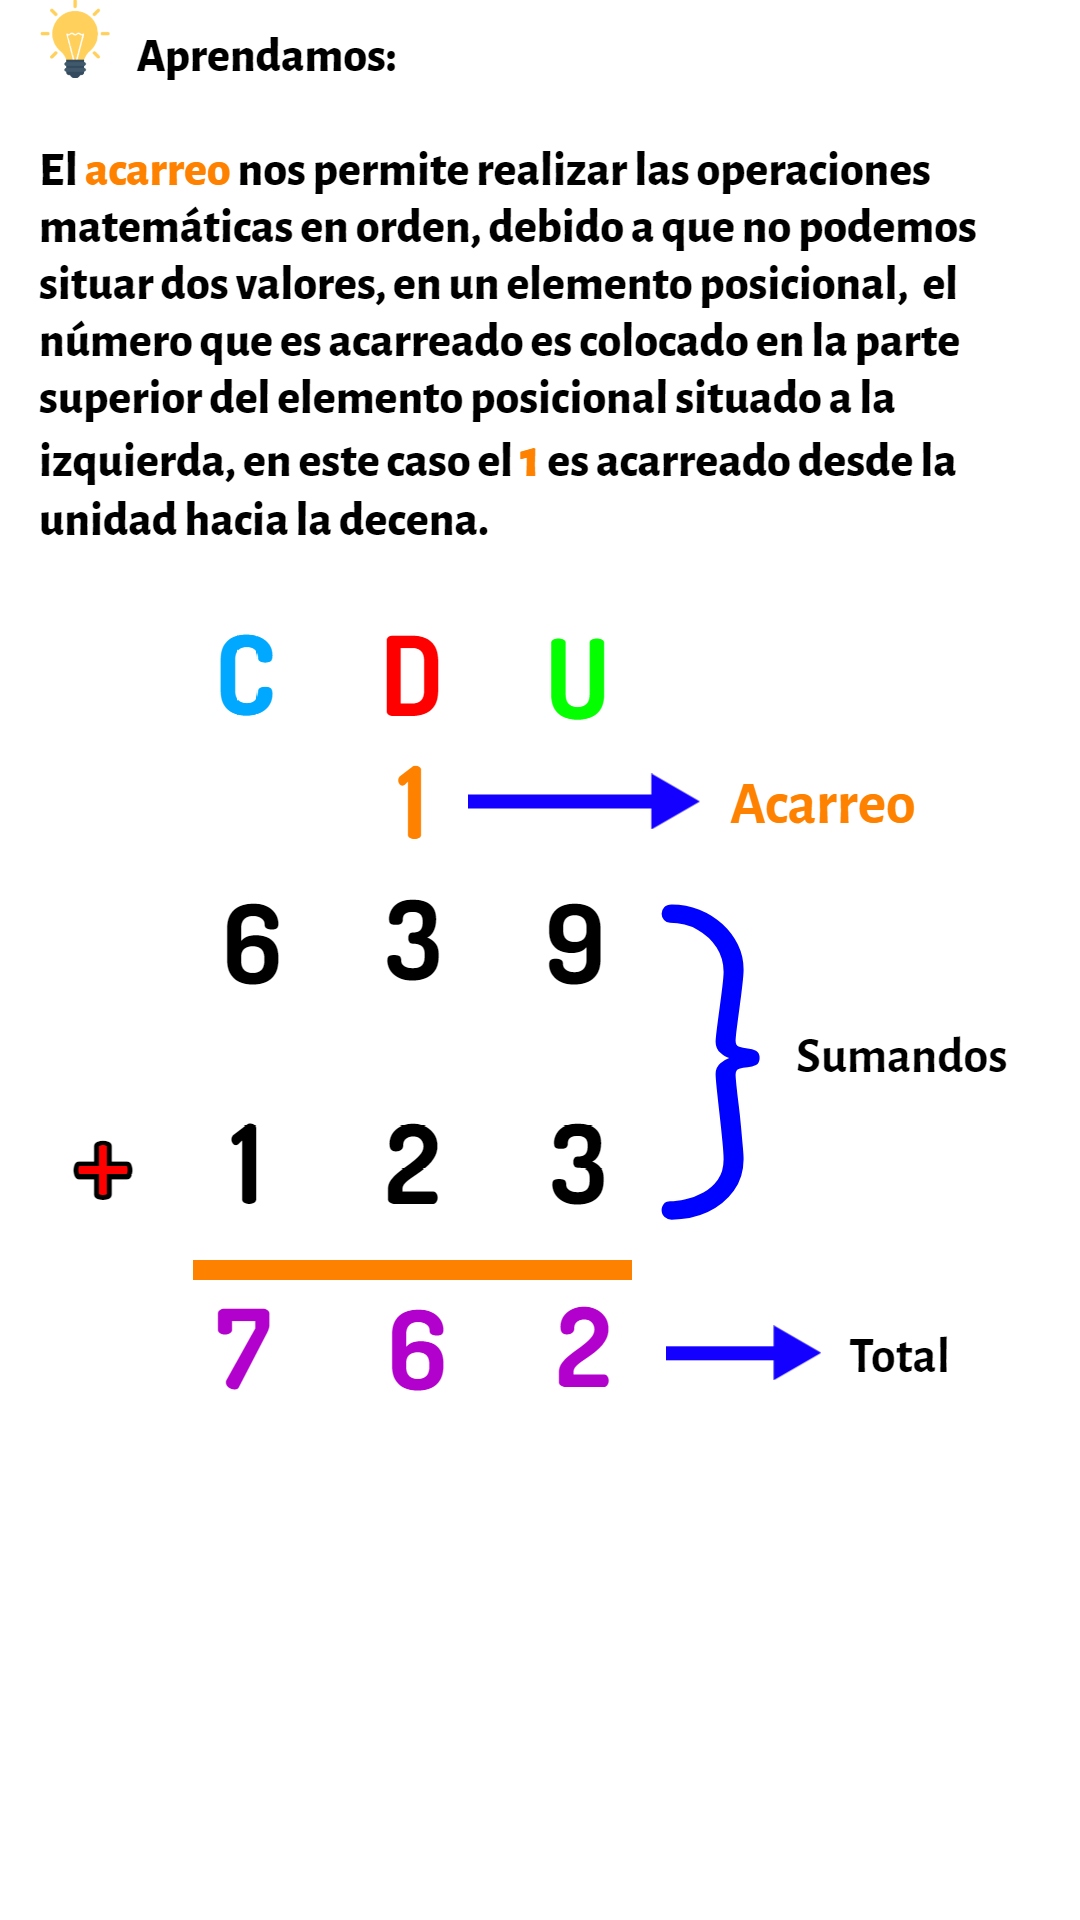 Aprendamos:
El acarreo nos permite realizar las operaciones
matemáticas en orden, debido a que no podemos
situar dos valores, en un elemento posicional, el
número que es acarreado es colocado en la parte
superior del elemento posicional situado a la
izquierda, en este caso el 1 es acarreado desde la
unidad hacia la decena.
C D U
1 Acarreo
6 3 9
Sumandos
+ 1 2 3
7 6 2 Total